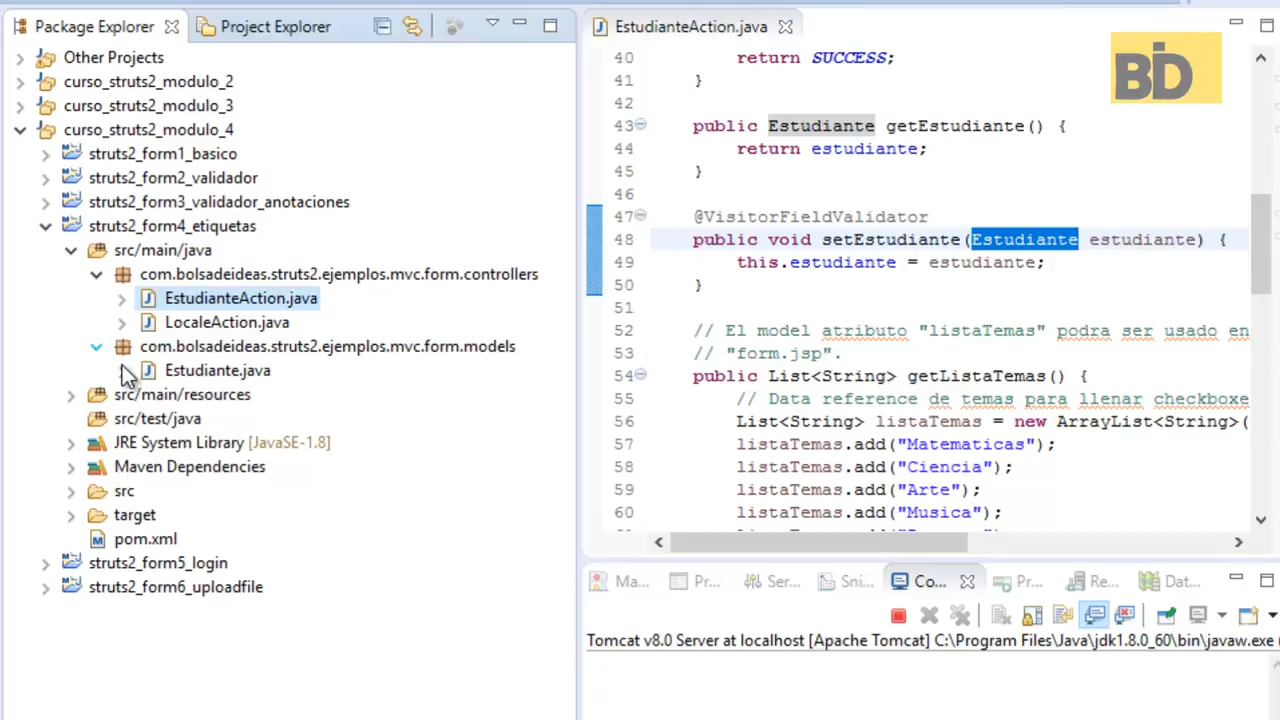 Package Explorer
Project Explorer
Other Projects
curso_struts2_modulo_2
curso_struts2_modulo_3
curso_struts2_modulo_4
struts2_form1_basico
struts2_form2_validador
struts2_form3_validador_anotaciones
struts2_form4_etiquetas
src/main/java
com.bolsadeideas.struts2.ejemplos.mvc.form.controllers
EstudianteAction.java
LocaleAction.java
com.bolsadeideas.struts2.ejemplos.mvc.form.models
Estudiante.java
src/main/resources
src/test/java
JRE System Library [JavaSE-1.8]
Maven Dependencies
src
target
pom.xml
struts2_form5_login
struts2_form6_uploadfile
EstudianteAction.java
BiD
40 return SUCCESS;
41 }
42
43 public Estudiante getEstudiante() {
44 return estudiante;
45 }
46
47 @VisitorFieldValidator
48 public void setEstudiante(Estudiante estudiante) {
49 this.estudiante = estudiante;
50 }
51
52 // El model atributo "listaTemas" podra ser usado en
53 // "form.jsp".
54 public List<String> getListaTemas() {
55 // Data reference de temas para llenar checkboxe
56 List<String> listaTemas = new ArrayList<String>(
57 listaTemas.add("Matematicas");
58 listaTemas.add("Ciencia");
59 listaTemas.add("Arte");
60 listaTemas.add("Musica");
Ma... Pr... Ser... Sni... Co... Pr... Re... Dat...
Tomcat v8.0 Server at localhost [Apache Tomcat] C:\Program Files\Java\jdk1.8.0_60\bin\javaw.exe